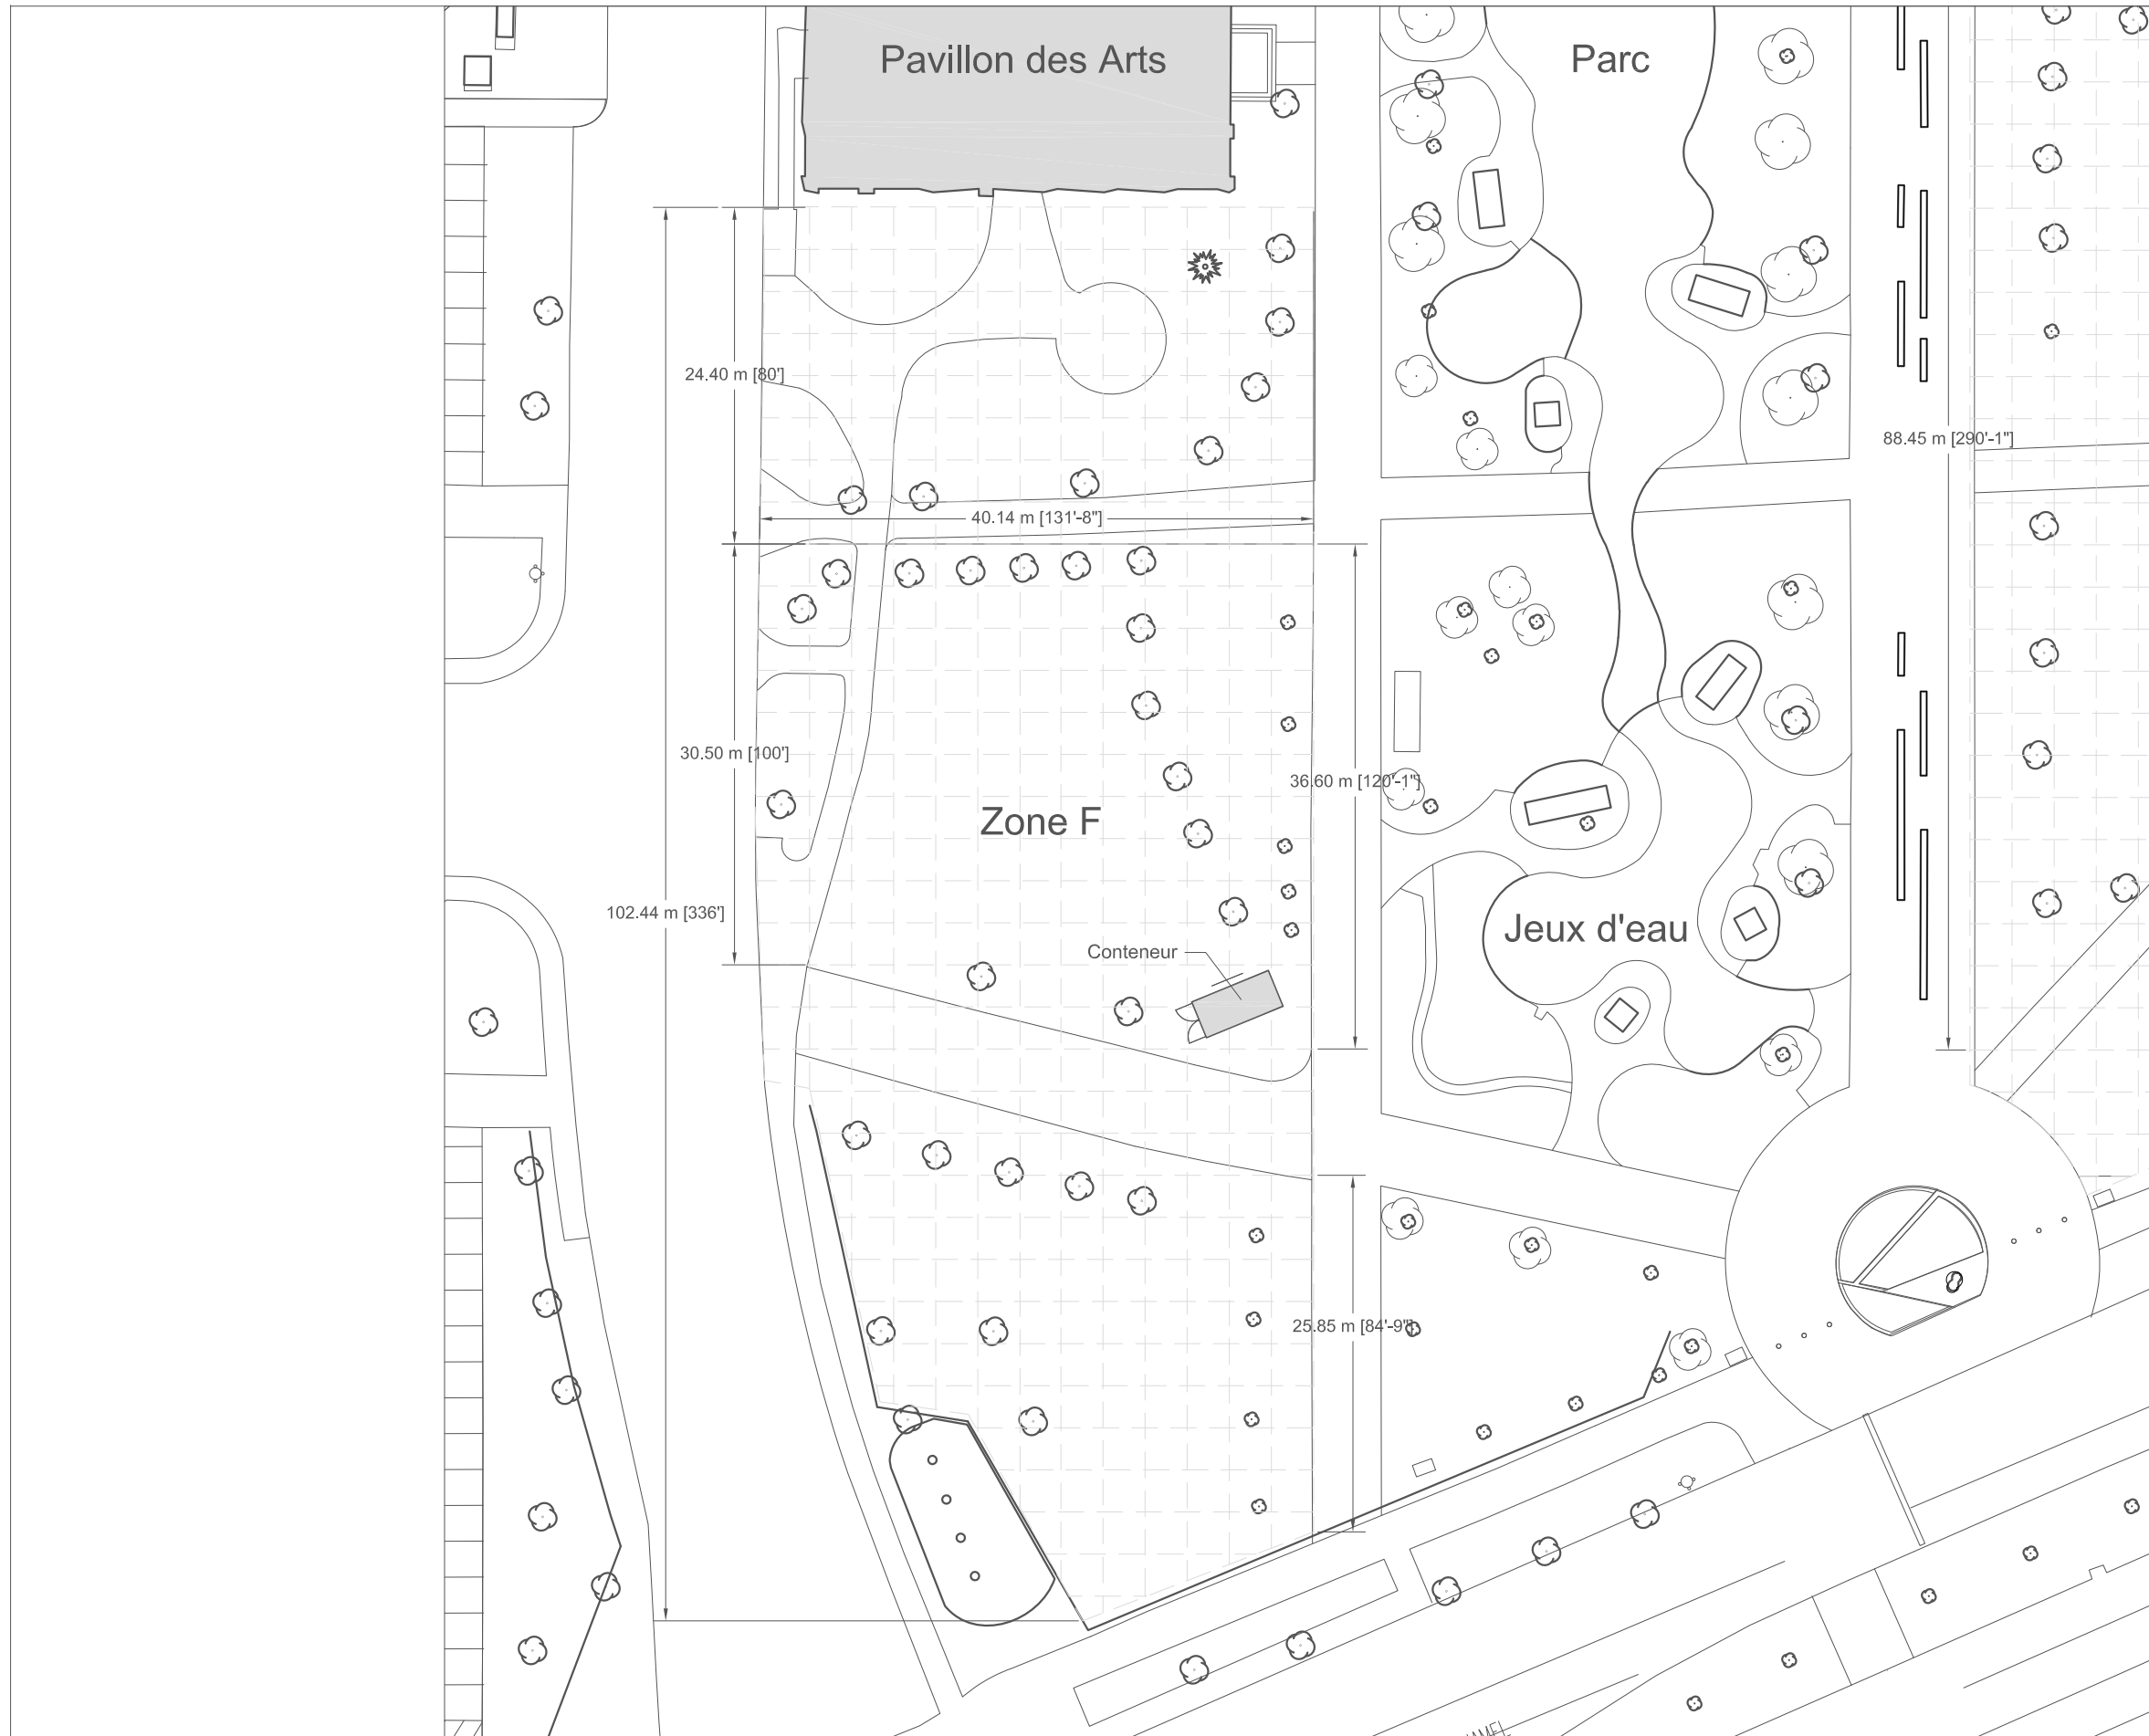 Pavillon des Arts
Parc
24.40 m [80']
88.45 m [290'-1"]
40.14 m [131'-8"]
30.50 m [100']
36.60 m [120'-1"]
Zone F
102.44 m [336']
Jeux d'eau
Conteneur
25.85 m [84'-9"]